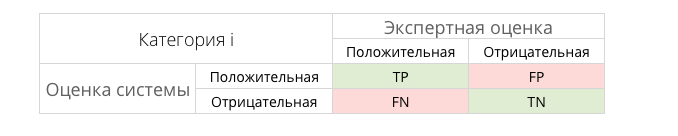 Категория i
Экспертная оценка
Положительная Отрицательная
Оценка системы
Положительная TP FP
Отрицательная FN TN